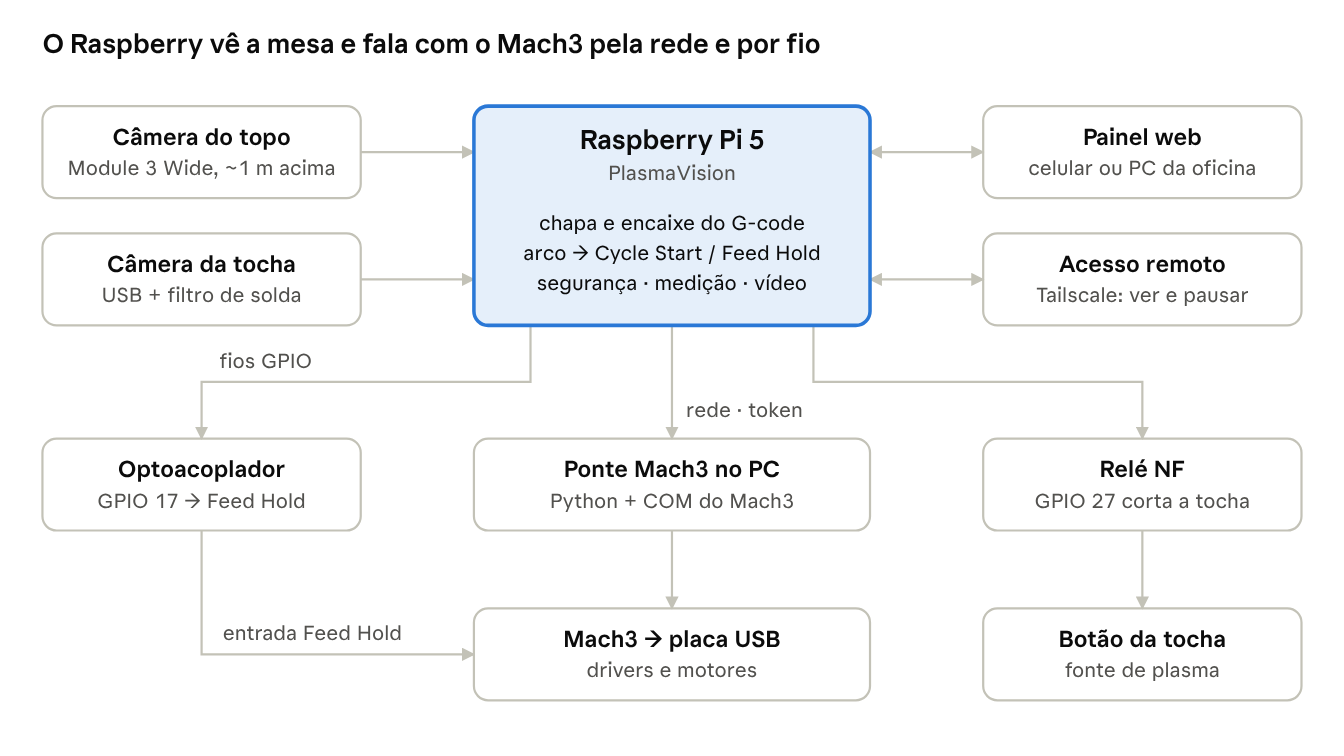 O Raspberry vê a mesa e fala com o Mach3 pela rede e por fio
Câmera do topo
Module 3 Wide, ~1 m acima
Raspberry Pi 5
PlasmaVision
chapa e encaixe do G-code
arco → Cycle Start / Feed Hold
segurança · medição · vídeo
Painel web
celular ou PC da oficina
Câmera da tocha
USB + filtro de solda
Acesso remoto
Tailscale: ver e pausar
fios GPIO
rede · token
Optoacoplador
GPIO 17 → Feed Hold
Ponte Mach3 no PC
Python + COM do Mach3
Relé NF
GPIO 27 corta a tocha
entrada Feed Hold
Mach3 → placa USB
drivers e motores
Botão da tocha
fonte de plasma